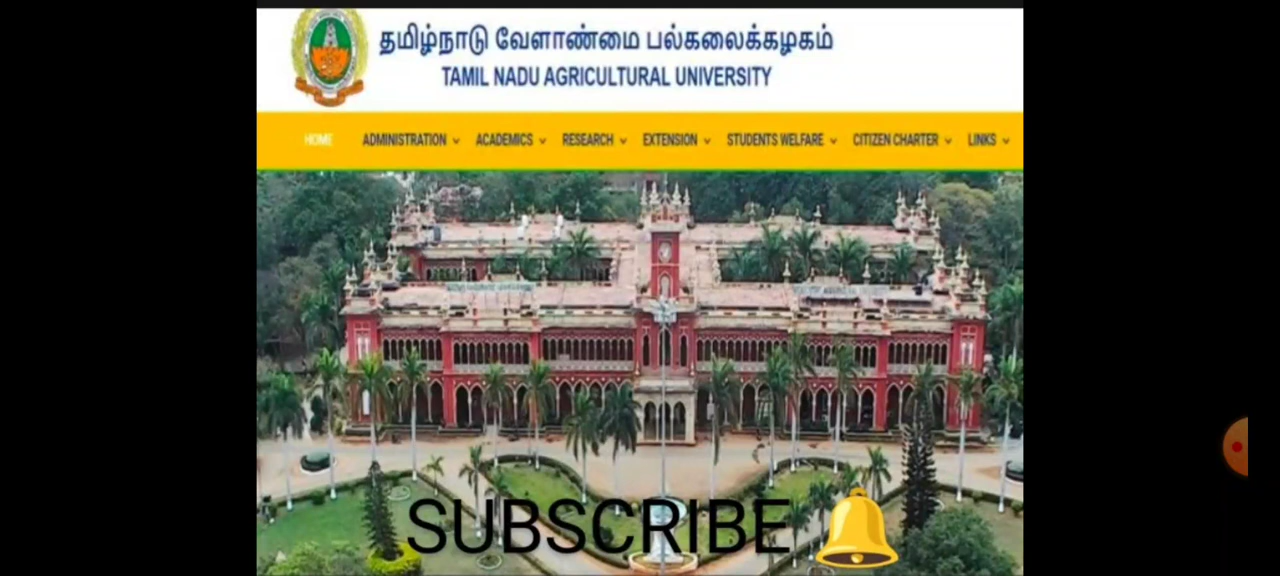 தமிழ்நாடு வேளாண்மை பல்கலைக்கழகம்
TAMIL NADU AGRICULTURAL UNIVERSITY
HOME ADMINISTRATION ACADEMICS RESEARCH EXTENSION STUDENTS WELFARE CITIZEN CHARTER LINKS
SUBSCRIBE